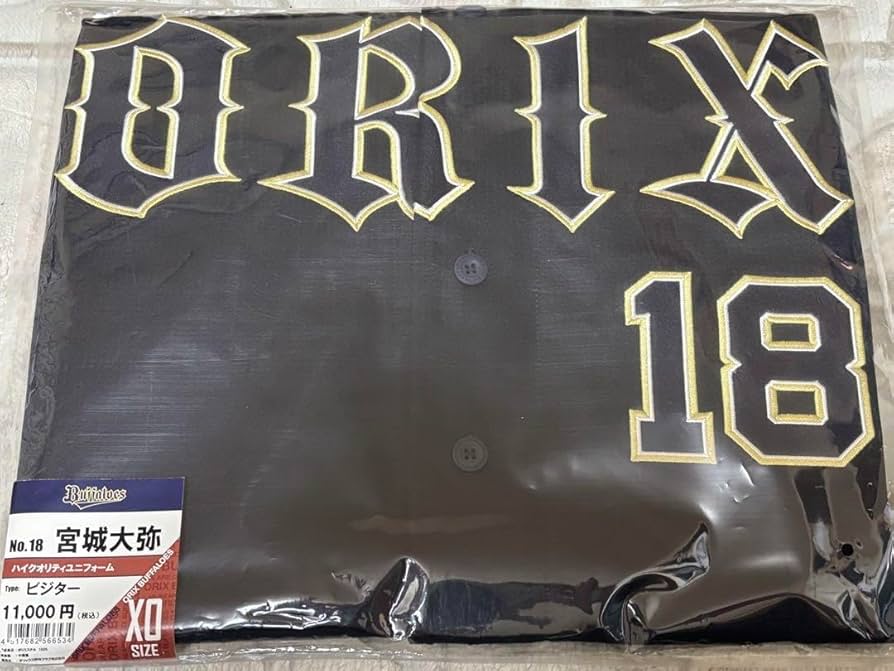 ORIX
18
Buffaloes
No.18 宮城大弥
ハイクオリティユニフォーム
Type: ビジター
11,000円(税込)
XO
SIZE
ORIX BUFFALOES
4517682566534